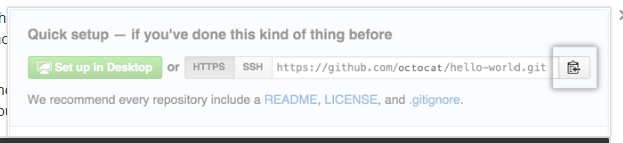 Quick setup — if you've done this kind of thing before
Set up in Desktop or HTTPS SSH https://github.com/octocat/hello-world.git
We recommend every repository include a README, LICENSE, and .gitignore.